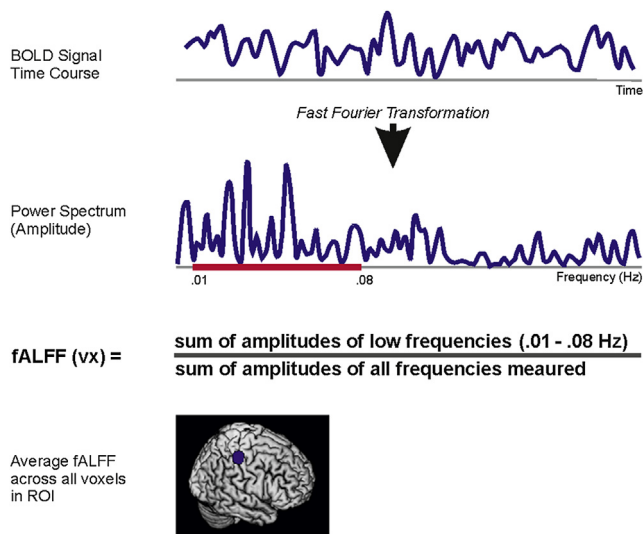 BOLD Signal
Time Course
Time
Fast Fourier Transformation
Power Spectrum
(Amplitude)
.01
.08
Frequency (Hz)
fALFF (vx) =
sum of amplitudes of low frequencies (.01 - .08 Hz)
sum of amplitudes of all frequencies meaured
Average fALFF
across all voxels
in ROI